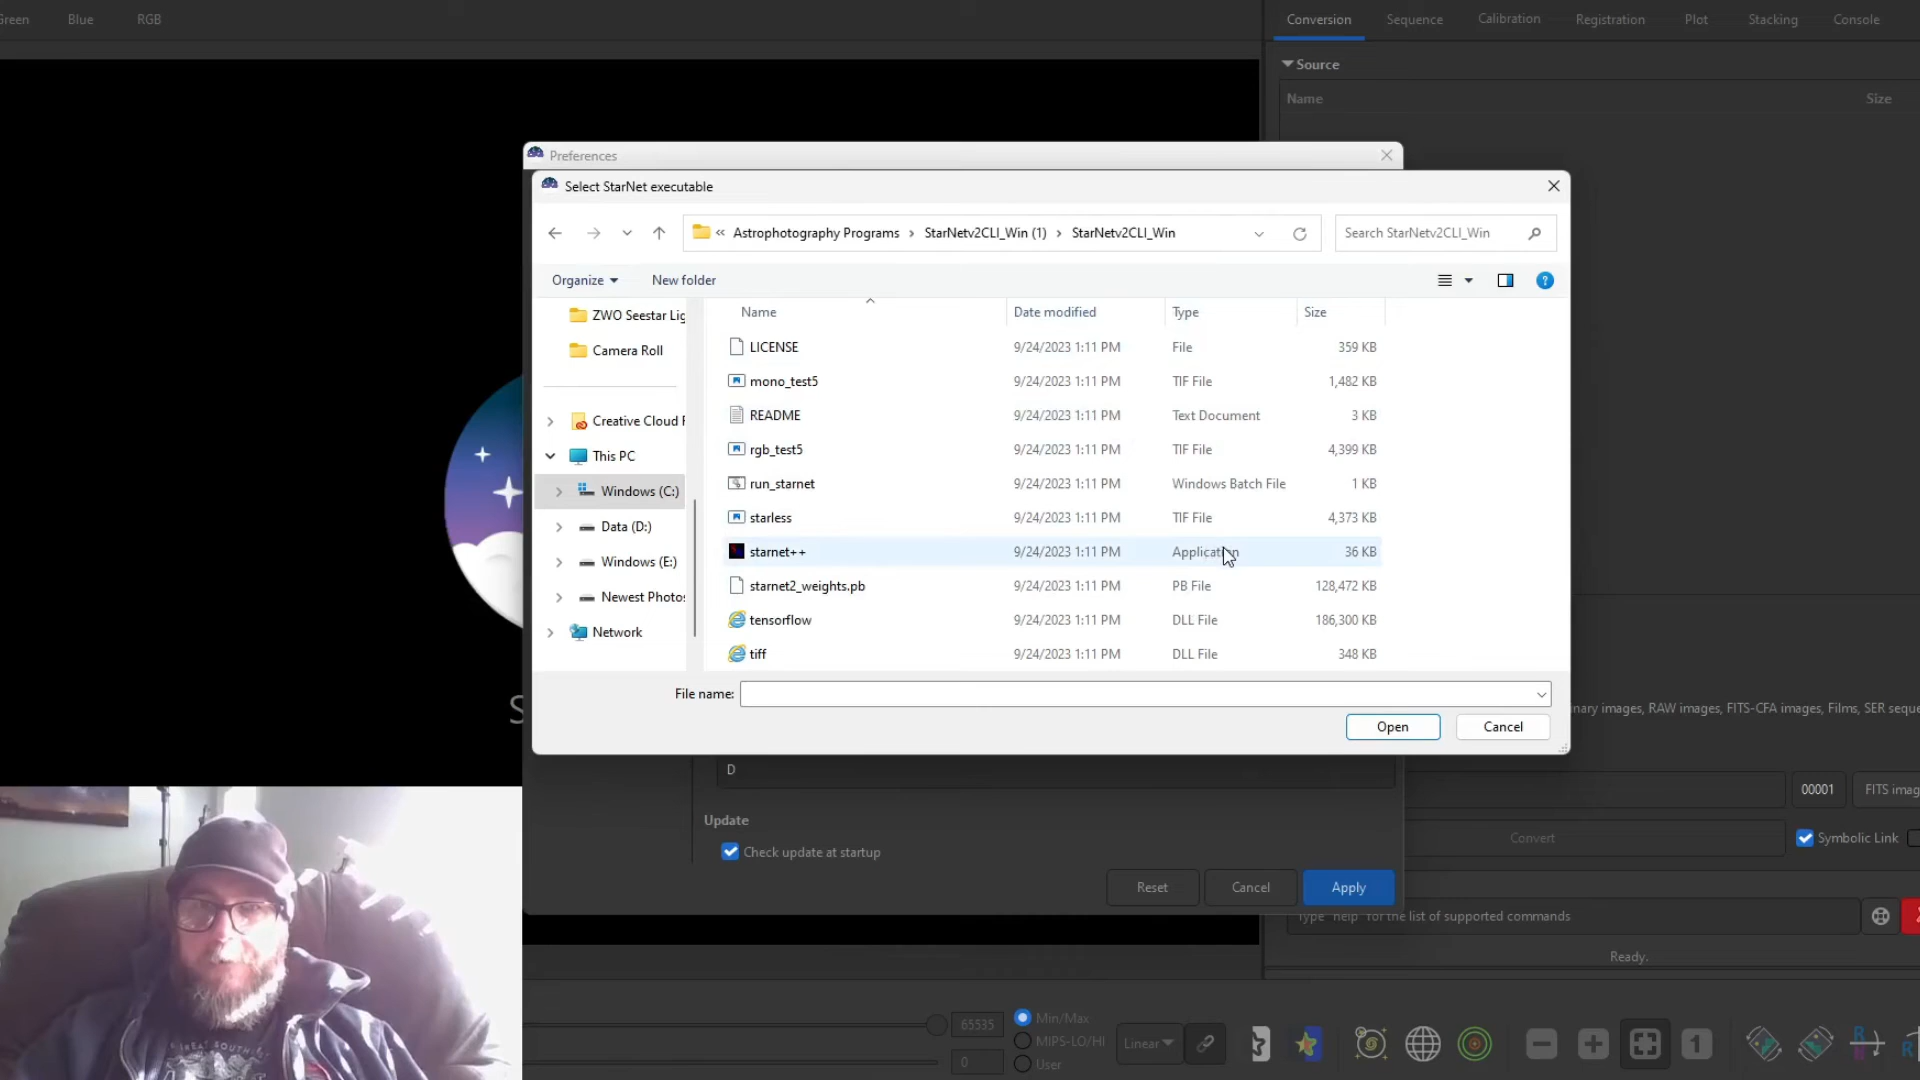 Green Blue RGB
Conversion Sequence Calibration Registration Plot Stacking Console
Source
Name Size
Preferences
Select StarNet executable
« Astrophotography Programs › StarNetv2CLI_Win (1) › StarNetv2CLI_Win
Search StarNetv2CLI_Win
Organize New folder
ZWO Seestar Lig
Camera Roll
Creative Cloud F
This PC
Windows (C:)
Data (D:)
Windows (E:)
Newest Photos
Network
Name Date modified Type Size
LICENSE 9/24/2023 1:11 PM File 359 KB
mono_test5 9/24/2023 1:11 PM TIF File 1,482 KB
README 9/24/2023 1:11 PM Text Document 3 KB
rgb_test5 9/24/2023 1:11 PM TIF File 4,399 KB
run_starnet 9/24/2023 1:11 PM Windows Batch File 1 KB
starless 9/24/2023 1:11 PM TIF File 4,373 KB
starnet++ 9/24/2023 1:11 PM Application 36 KB
starnet2_weights.pb 9/24/2023 1:11 PM PB File 128,472 KB
tensorflow 9/24/2023 1:11 PM DLL File 186,300 KB
tiff 9/24/2023 1:11 PM DLL File 348 KB
File name:
Open Cancel
S
inary images, RAW images, FITS-CFA images, Films, SER seque
D
00001 FITS imag
Update
Check update at startup
Convert
Symbolic Link
Reset Cancel Apply
Type "help" for the list of supported commands
Ready.
65535
0
Min/Max
MIPS-LO/HI
User
Linear
1
GREAT SOUTH